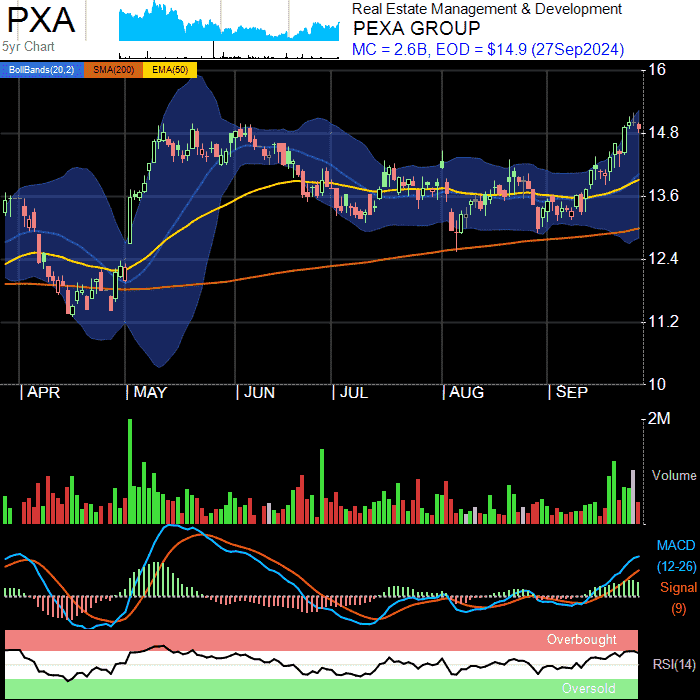 PXA
5yr Chart
Real Estate Management & Development
PEXA GROUP
MC = 2.6B, EOD = $14.9 (27Sep2024)
BollBands(20,2) SMA(200) EMA(50)
16
14.8
13.6
12.4
11.2
10
APR MAY JUN JUL AUG SEP
2M
Volume
MACD
(12-26)
Signal
(9)
Overbought
RSI(14)
Oversold